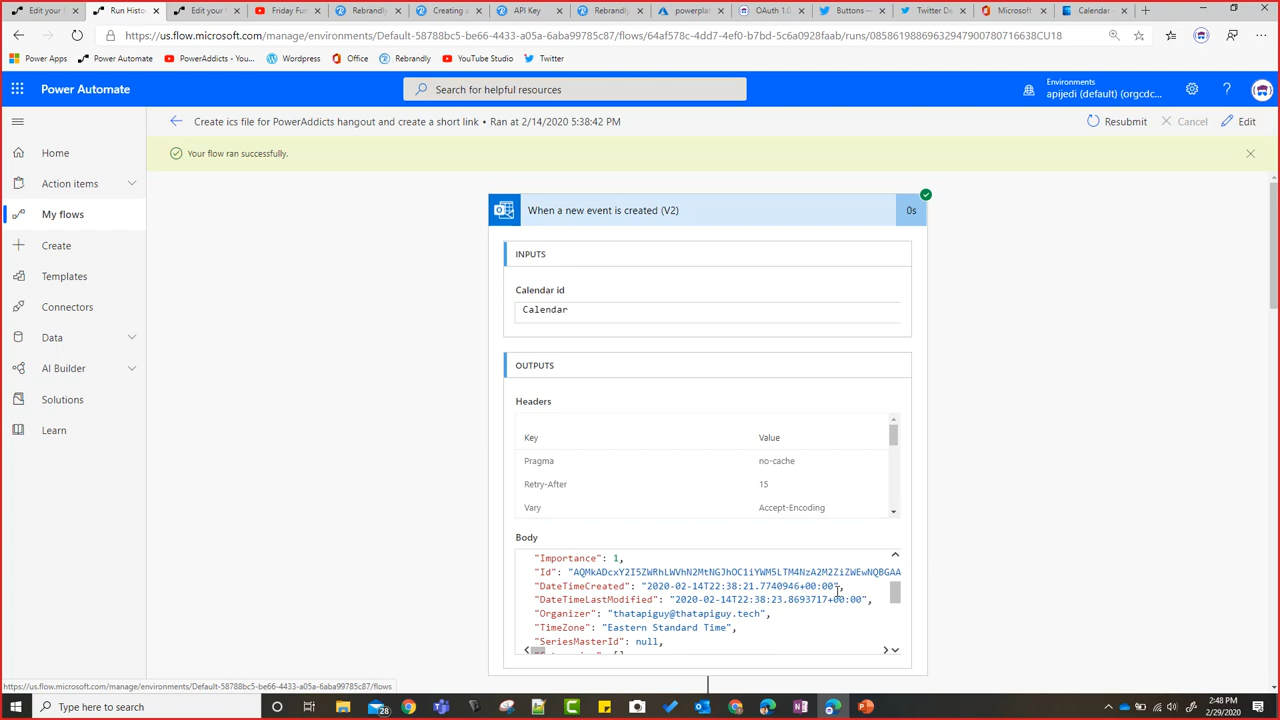 Edit your f
Run Histo
Edit your f
Friday Fun
Rebrandly
Creating a
API Key
Rebrandly
powerplat
OAuth 1.0
Buttons —
Twitter De
Microsoft
Calendar -
https://us.flow.microsoft.com/manage/environments/Default-58788bc5-be66-4433-a5a6-6aba99785c87/flows/64af578c-4dd7-4ef0-b7bd-5c6a0928faab/runs/08586198869632947900780716638CU18
Power Apps
Power Automate
PowerAddicts - You...
Wordpress
Office
Rebrandly
YouTube Studio
Twitter
Power Automate
Search for helpful resources
Environments
apijedi (default) (orgcdc...
?
Create ics file for PowerAddicts hangout and create a short link • Ran at 2/14/2020 5:38:42 PM
Resubmit
Cancel
Edit
Your flow ran successfully.
Home
Action items
My flows
Create
Templates
Connectors
Data
AI Builder
Solutions
Learn
When a new event is created (V2)
0s
INPUTS
Calendar id
Calendar
OUTPUTS
Headers
Key Value
Pragma no-cache
Retry-After 15
Vary Accept-Encoding
Body
"Importance": 1,
"DateTimeCreated": "2020-02-14T22:38:21.7740946+00:00",
"DateTimeLastModified": "2020-02-14T22:38:23.8693717+00:00",
"Organizer": "thatapiguy@thatapiguy.tech",
"TimeZone": "Eastern Standard Time",
"SeriesMasterId": null,
https://us.flow.microsoft.com/manage/environments/Default-58788bc5-be66-4433-a5a6-6aba99785c87/flows
Type here to search
28
2:48 PM
2/29/2020